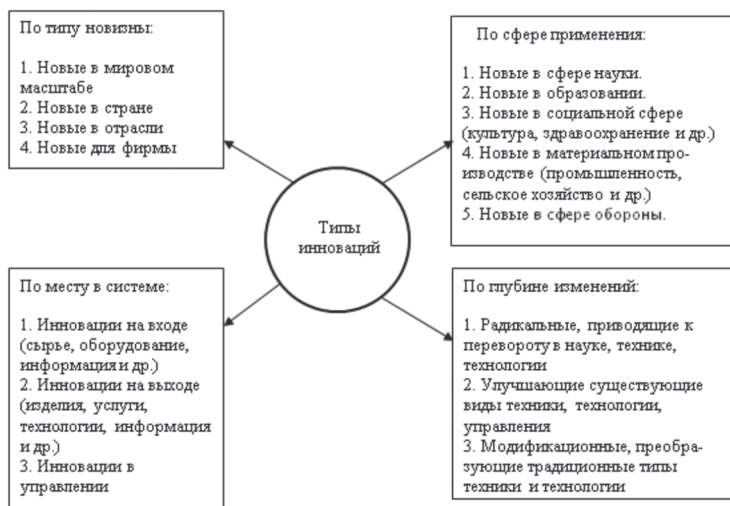 По типу новизны:
1. Новые в мировом
масштабе
2. Новые в стране
3. Новые в отрасли
4. Новые для фирмы
По сфере применения:
1. Новые в сфере науки.
2. Новые в образовании.
3. Новые в социальной сфере
(культура, здравоохранение и др.)
4. Новые в материальном про-
изводстве (промышленность,
сельское хозяйство и др.)
5. Новые в сфере обороны.
Типы
инноваций
По месту в системе:
1. Инновации на входе
(сырье, оборудование,
информация и др.)
2. Инновации на выходе
(изделия, услуги,
технологии, информация
и др.)
3. Инновации в
управлении
По глубине изменений:
1. Радикальные, приводящие к
перевороту в науке, технике,
технологии
2. Улучшающие существующие
виды техники, технологии,
управления
3. Модификационные, преобра-
зующие традиционные типы
техники и технологии